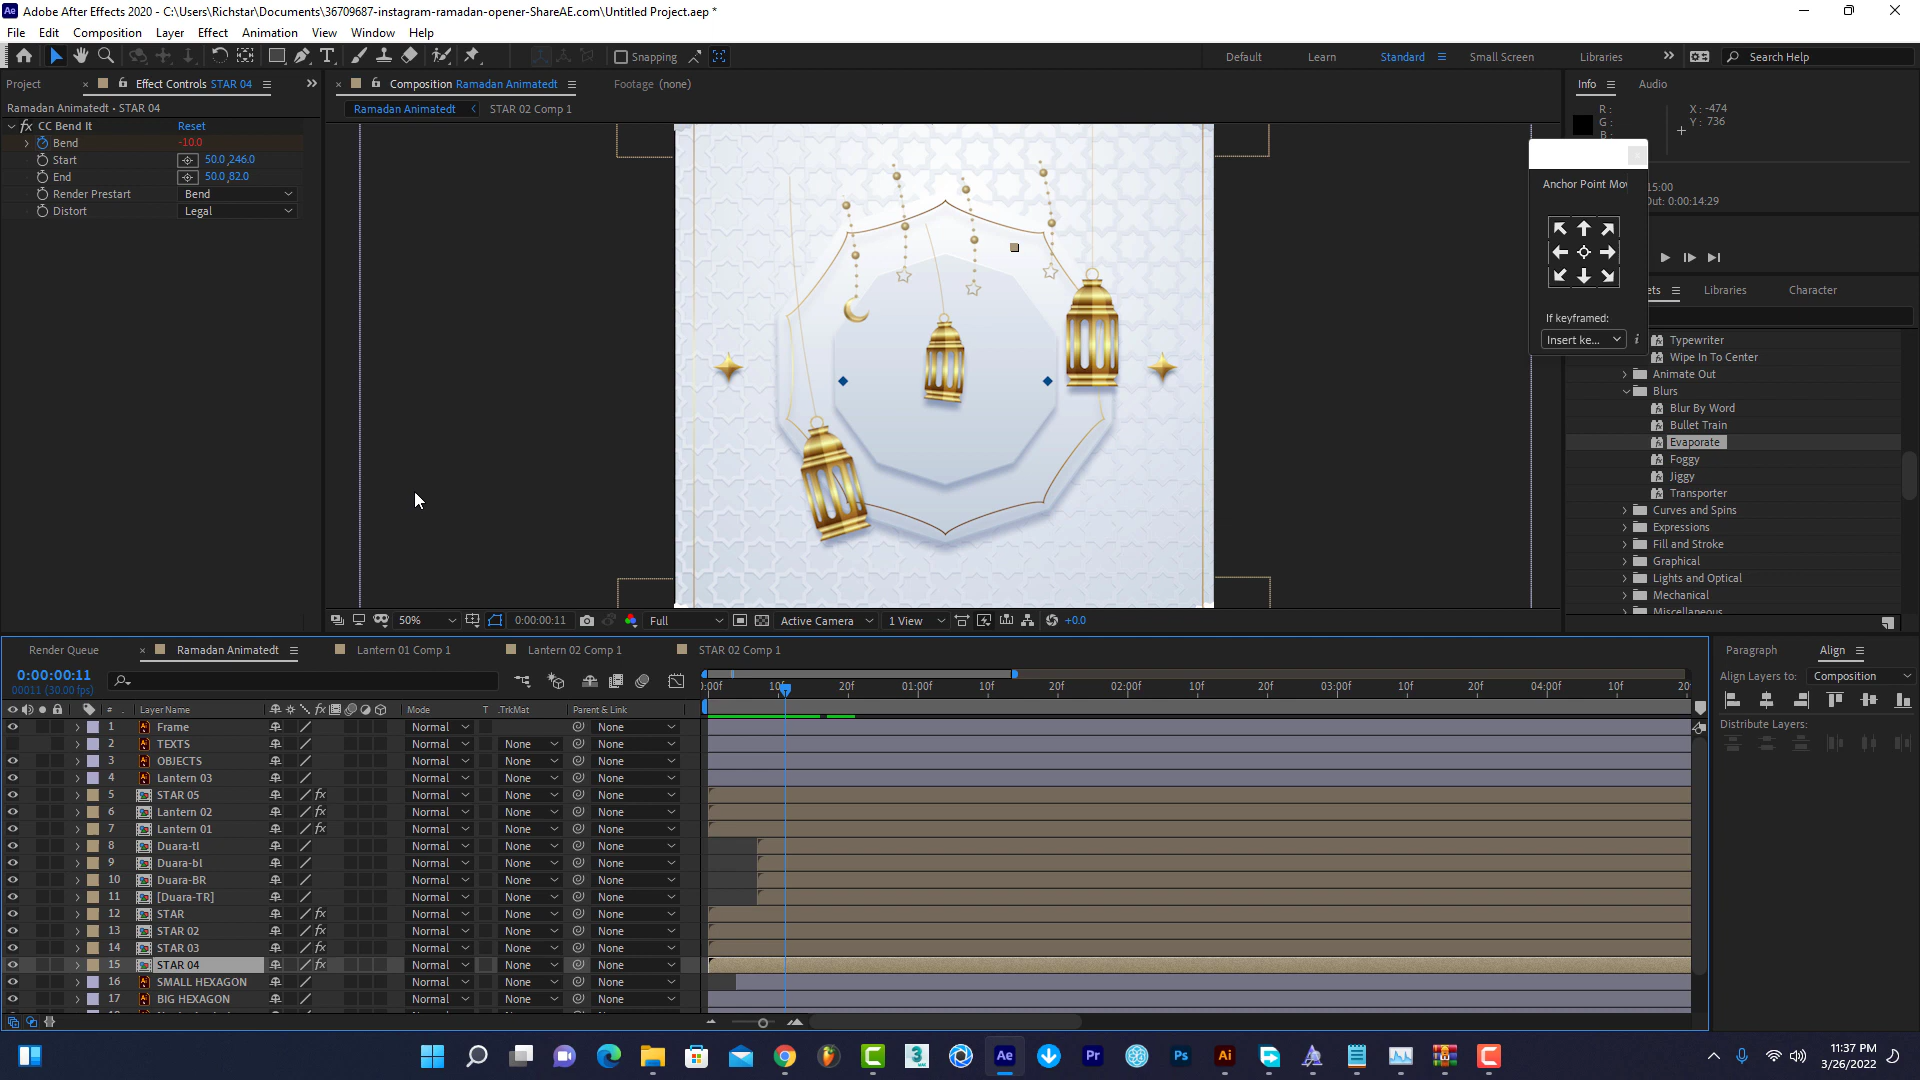 Adobe After Effects 2020 - C:\Users\Richstar\Documents\36709687-instagram-ramadan-opener-ShareAE.com\Untitled Project.aep *
File Edit Composition Layer Effect Animation View Window Help
Snapping
Default Learn Standard Small Screen Libraries Search Help
Project Effect Controls STAR 04
Composition Ramadan Animatedt Footage (none)
Info Audio
Ramadan Animatedt • STAR 04
Ramadan Animatedt STAR 02 Comp 1
CC Bend It Reset
Bend -10.0
Start 50.0,246.0
End 50.0,82.0
Render Prestart Bend
Distort Legal
R :
G :
B :
X : -474
Y : 736
15:00
Out: 0:00:14:29
Anchor Point Mov
If keyframed:
Insert ke... i
ets Libraries Character
Typewriter
Wipe In To Center
Animate Out
Blurs
Blur By Word
Bullet Train
Evaporate
Foggy
Jiggy
Transporter
Curves and Spins
Expressions
Fill and Stroke
Graphical
Lights and Optical
Mechanical
Miscellaneous
50% 0:00:00:11 Full Active Camera 1 View +0.0
Render Queue Ramadan Animatedt Lantern 01 Comp 1 Lantern 02 Comp 1 STAR 02 Comp 1
0:00:00:11
00011 (30.00 fps)
):00f 10f 20f 01:00f 10f 20f 02:00f 10f 20f 03:00f 10f 20f 04:00f 10f 20
# Layer Name Mode T .TrkMat Parent & Link
1 Frame Normal None
2 TEXTS Normal None None
3 OBJECTS Normal None None
4 Lantern 03 Normal None None
5 STAR 05 fx Normal None None
6 Lantern 02 fx Normal None None
7 Lantern 01 fx Normal None None
8 Duara-tl Normal None None
9 Duara-bl Normal None None
10 Duara-BR Normal None None
11 [Duara-TR] Normal None None
12 STAR fx Normal None None
13 STAR 02 fx Normal None None
14 STAR 03 fx Normal None None
15 STAR 04 fx Normal None None
16 SMALL HEXAGON Normal None None
17 BIG HEXAGON Normal None None
Paragraph Align
Align Layers to: Composition
Distribute Layers:
11:37 PM
3/26/2022